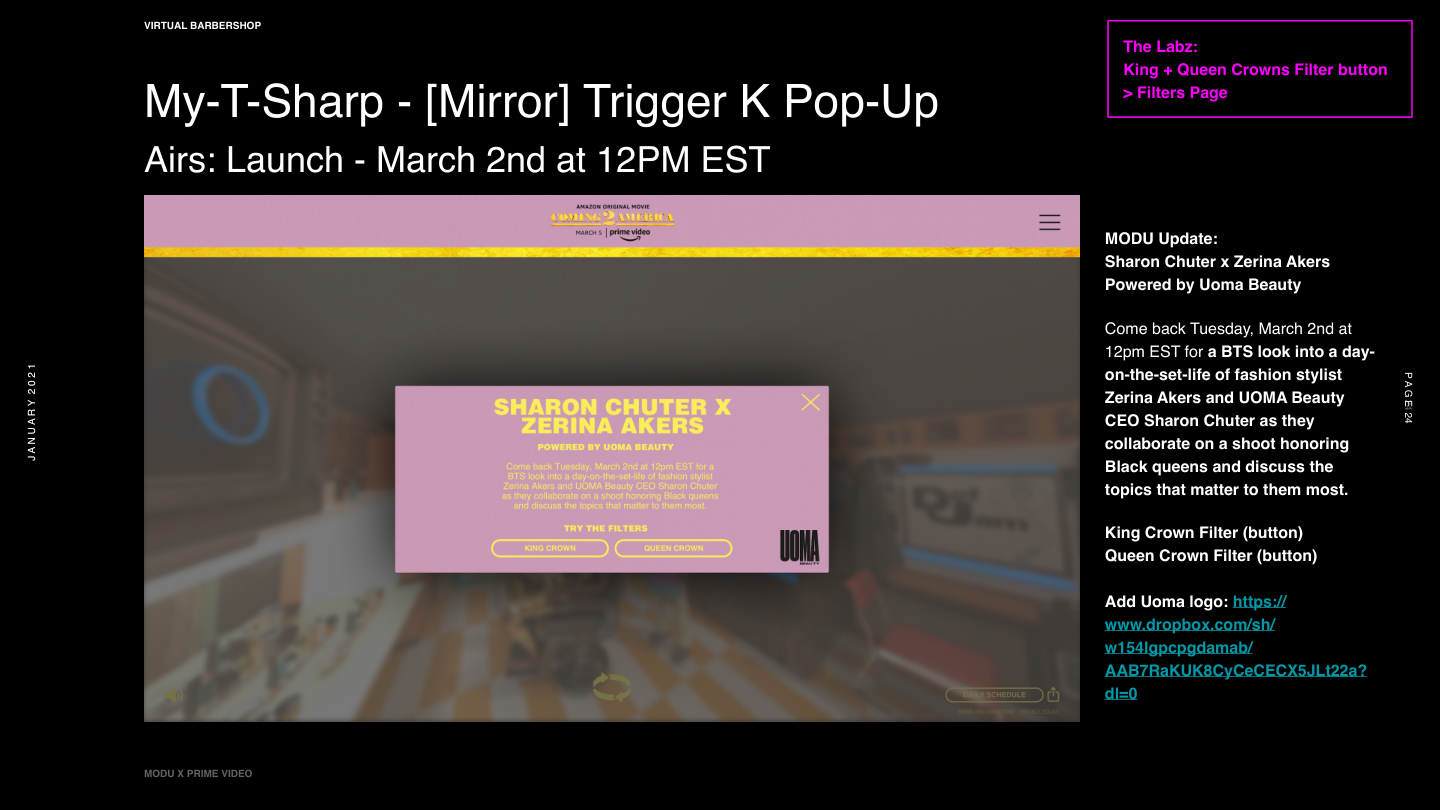 VIRTUAL BARBERSHOP
The Labz:
King + Queen Crowns Filter button
> Filters Page
My-T-Sharp - [Mirror] Trigger K Pop-Up
Airs: Launch - March 2nd at 12PM EST
AMAZON ORIGINAL MOVIE
COMING 2 AMERICA
MARCH 5 | prime video
SHARON CHUTER X
ZERINA AKERS
POWERED BY UOMA BEAUTY
Come back Tuesday, March 2nd at 12pm EST for a
BTS look into a day-on-the-set-life of fashion stylist
Zerina Akers and UOMA Beauty CEO Sharon Chuter
as they collaborate on a shoot honoring Black queens
and discuss the topics that matter to them most.
TRY THE FILTERS
KING CROWN
QUEEN CROWN
UOMA
BEAUTY
Def Jam
DAILY SCHEDULE
MODU Update:
Sharon Chuter x Zerina Akers
Powered by Uoma Beauty
Come back Tuesday, March 2nd at
12pm EST for a BTS look into a day-
on-the-set-life of fashion stylist
Zerina Akers and UOMA Beauty
CEO Sharon Chuter as they
collaborate on a shoot honoring
Black queens and discuss the
topics that matter to them most.
King Crown Filter (button)
Queen Crown Filter (button)
Add Uoma logo: https://
www.dropbox.com/sh/
w154lgpcpgdamab/
AAB7RaKUK8CyCeCECX5JLt22a?
dl=0
JANUARY 2021
PAGE 24
MODU X PRIME VIDEO